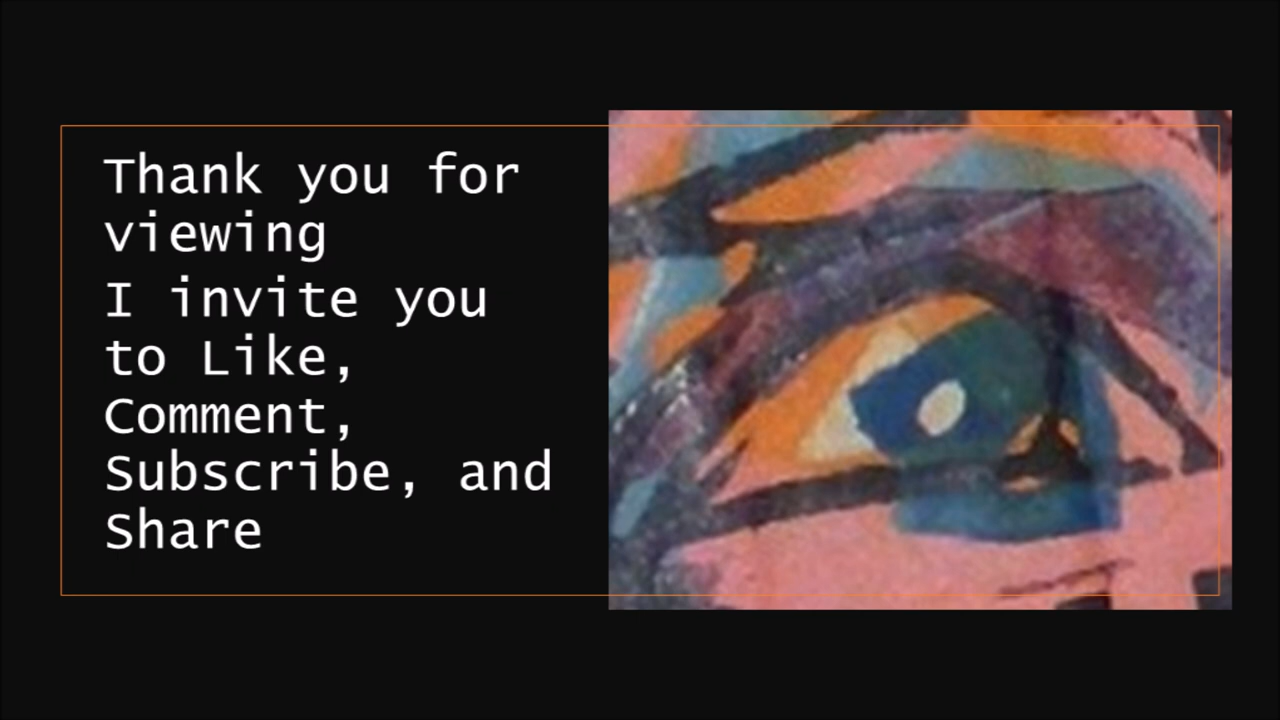 Thank you for
viewing
I invite you
to Like,
Comment,
Subscribe, and
Share